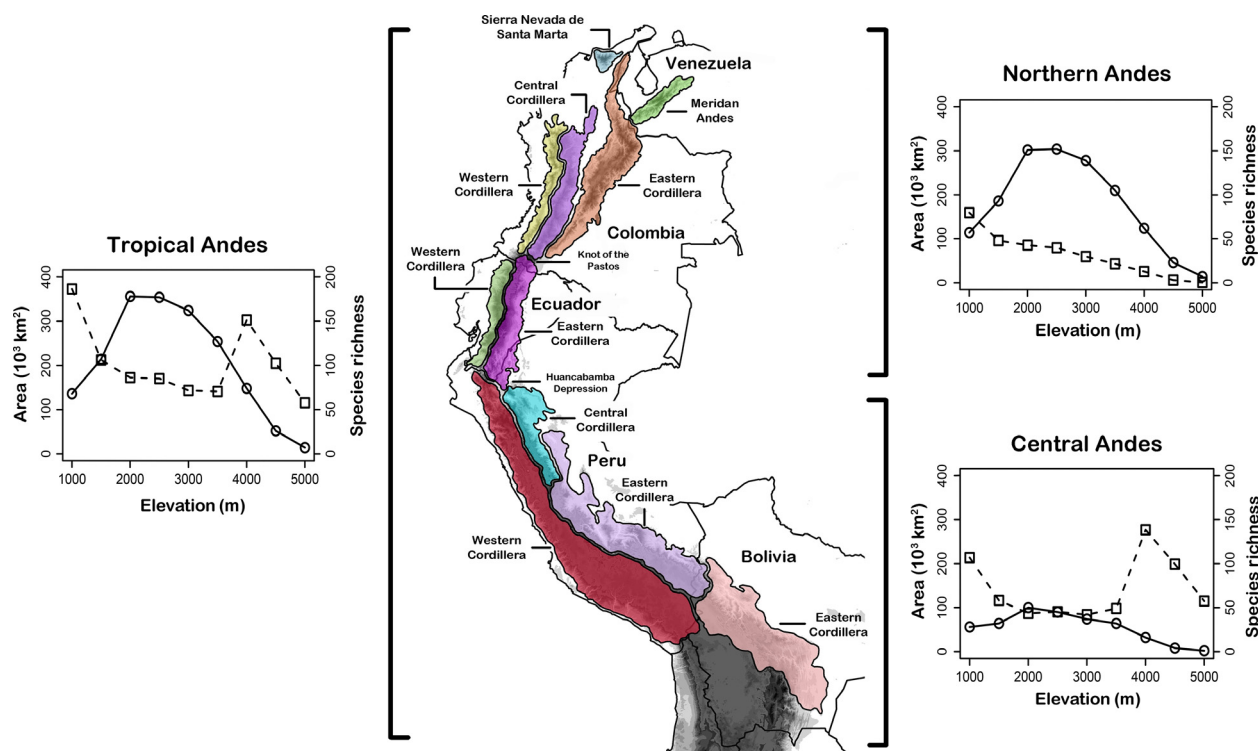 Tropical Andes
Area (10³ km²)
400
300
200
100
0
200
150
100
50
0
Species richness
1000 2000 3000 4000 5000
Elevation (m)
Sierra Nevada de
Santa Marta
Venezuela
Central
Cordillera
Meridan
Andes
Western
Cordillera
Eastern
Cordillera
Colombia
Western
Cordillera
Knot of the
Pastos
Ecuador
Eastern
Cordillera
Huancabamba
Depression
Central
Cordillera
Peru
Eastern
Cordillera
Western
Cordillera
Bolivia
Eastern
Cordillera
Northern Andes
Area (10³ km²)
400
300
200
100
0
200
150
100
50
0
Species richness
1000 2000 3000 4000 5000
Elevation (m)
Central Andes
Area (10³ km²)
400
300
200
100
0
200
150
100
50
0
Species richness
1000 2000 3000 4000 5000
Elevation (m)